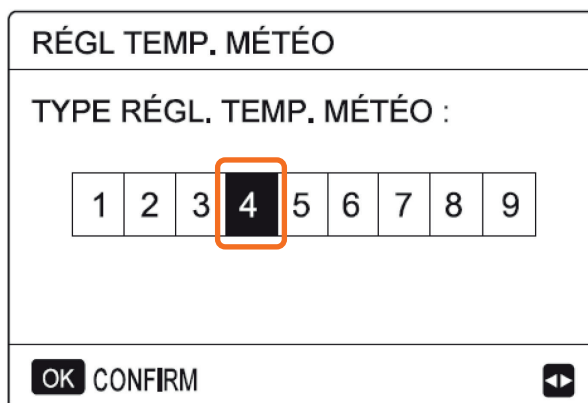 RÉGL TEMP. MÉTÉO
TYPE RÉGL. TEMP. MÉTÉO :
1 2 3 4 5 6 7 8 9
OK CONFIRM